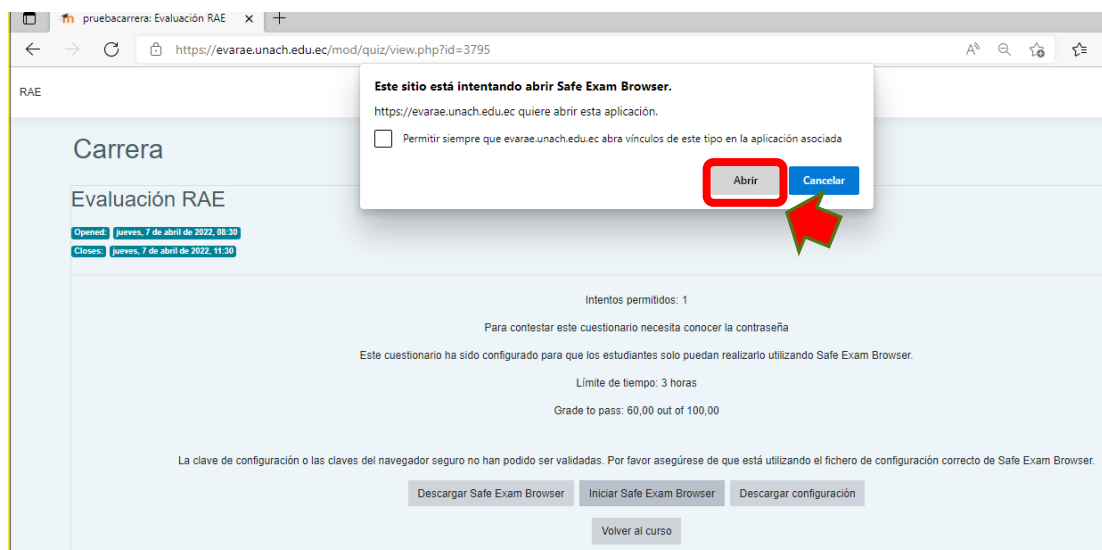 pruebacarrera: Evaluación RAE
https://evarae.unach.edu.ec/mod/quiz/view.php?id=3795
RAE
Este sitio está intentando abrir Safe Exam Browser.
https://evarae.unach.edu.ec quiere abrir esta aplicación.
Permitir siempre que evarae.unach.edu.ec abra vínculos de este tipo en la aplicación asociada
Abrir Cancelar
Carrera
Evaluación RAE
Opened: jueves, 7 de abril de 2022, 08:30
Closes: jueves, 7 de abril de 2022, 11:30
Intentos permitidos: 1
Para contestar este cuestionario necesita conocer la contraseña
Este cuestionario ha sido configurado para que los estudiantes solo puedan realizarlo utilizando Safe Exam Browser.
Límite de tiempo: 3 horas
Grade to pass: 60,00 out of 100,00
La clave de configuración o las claves del navegador seguro no han podido ser validadas. Por favor asegúrese de que está utilizando el fichero de configuración correcto de Safe Exam Browser.
Descargar Safe Exam Browser Iniciar Safe Exam Browser Descargar configuración
Volver al curso